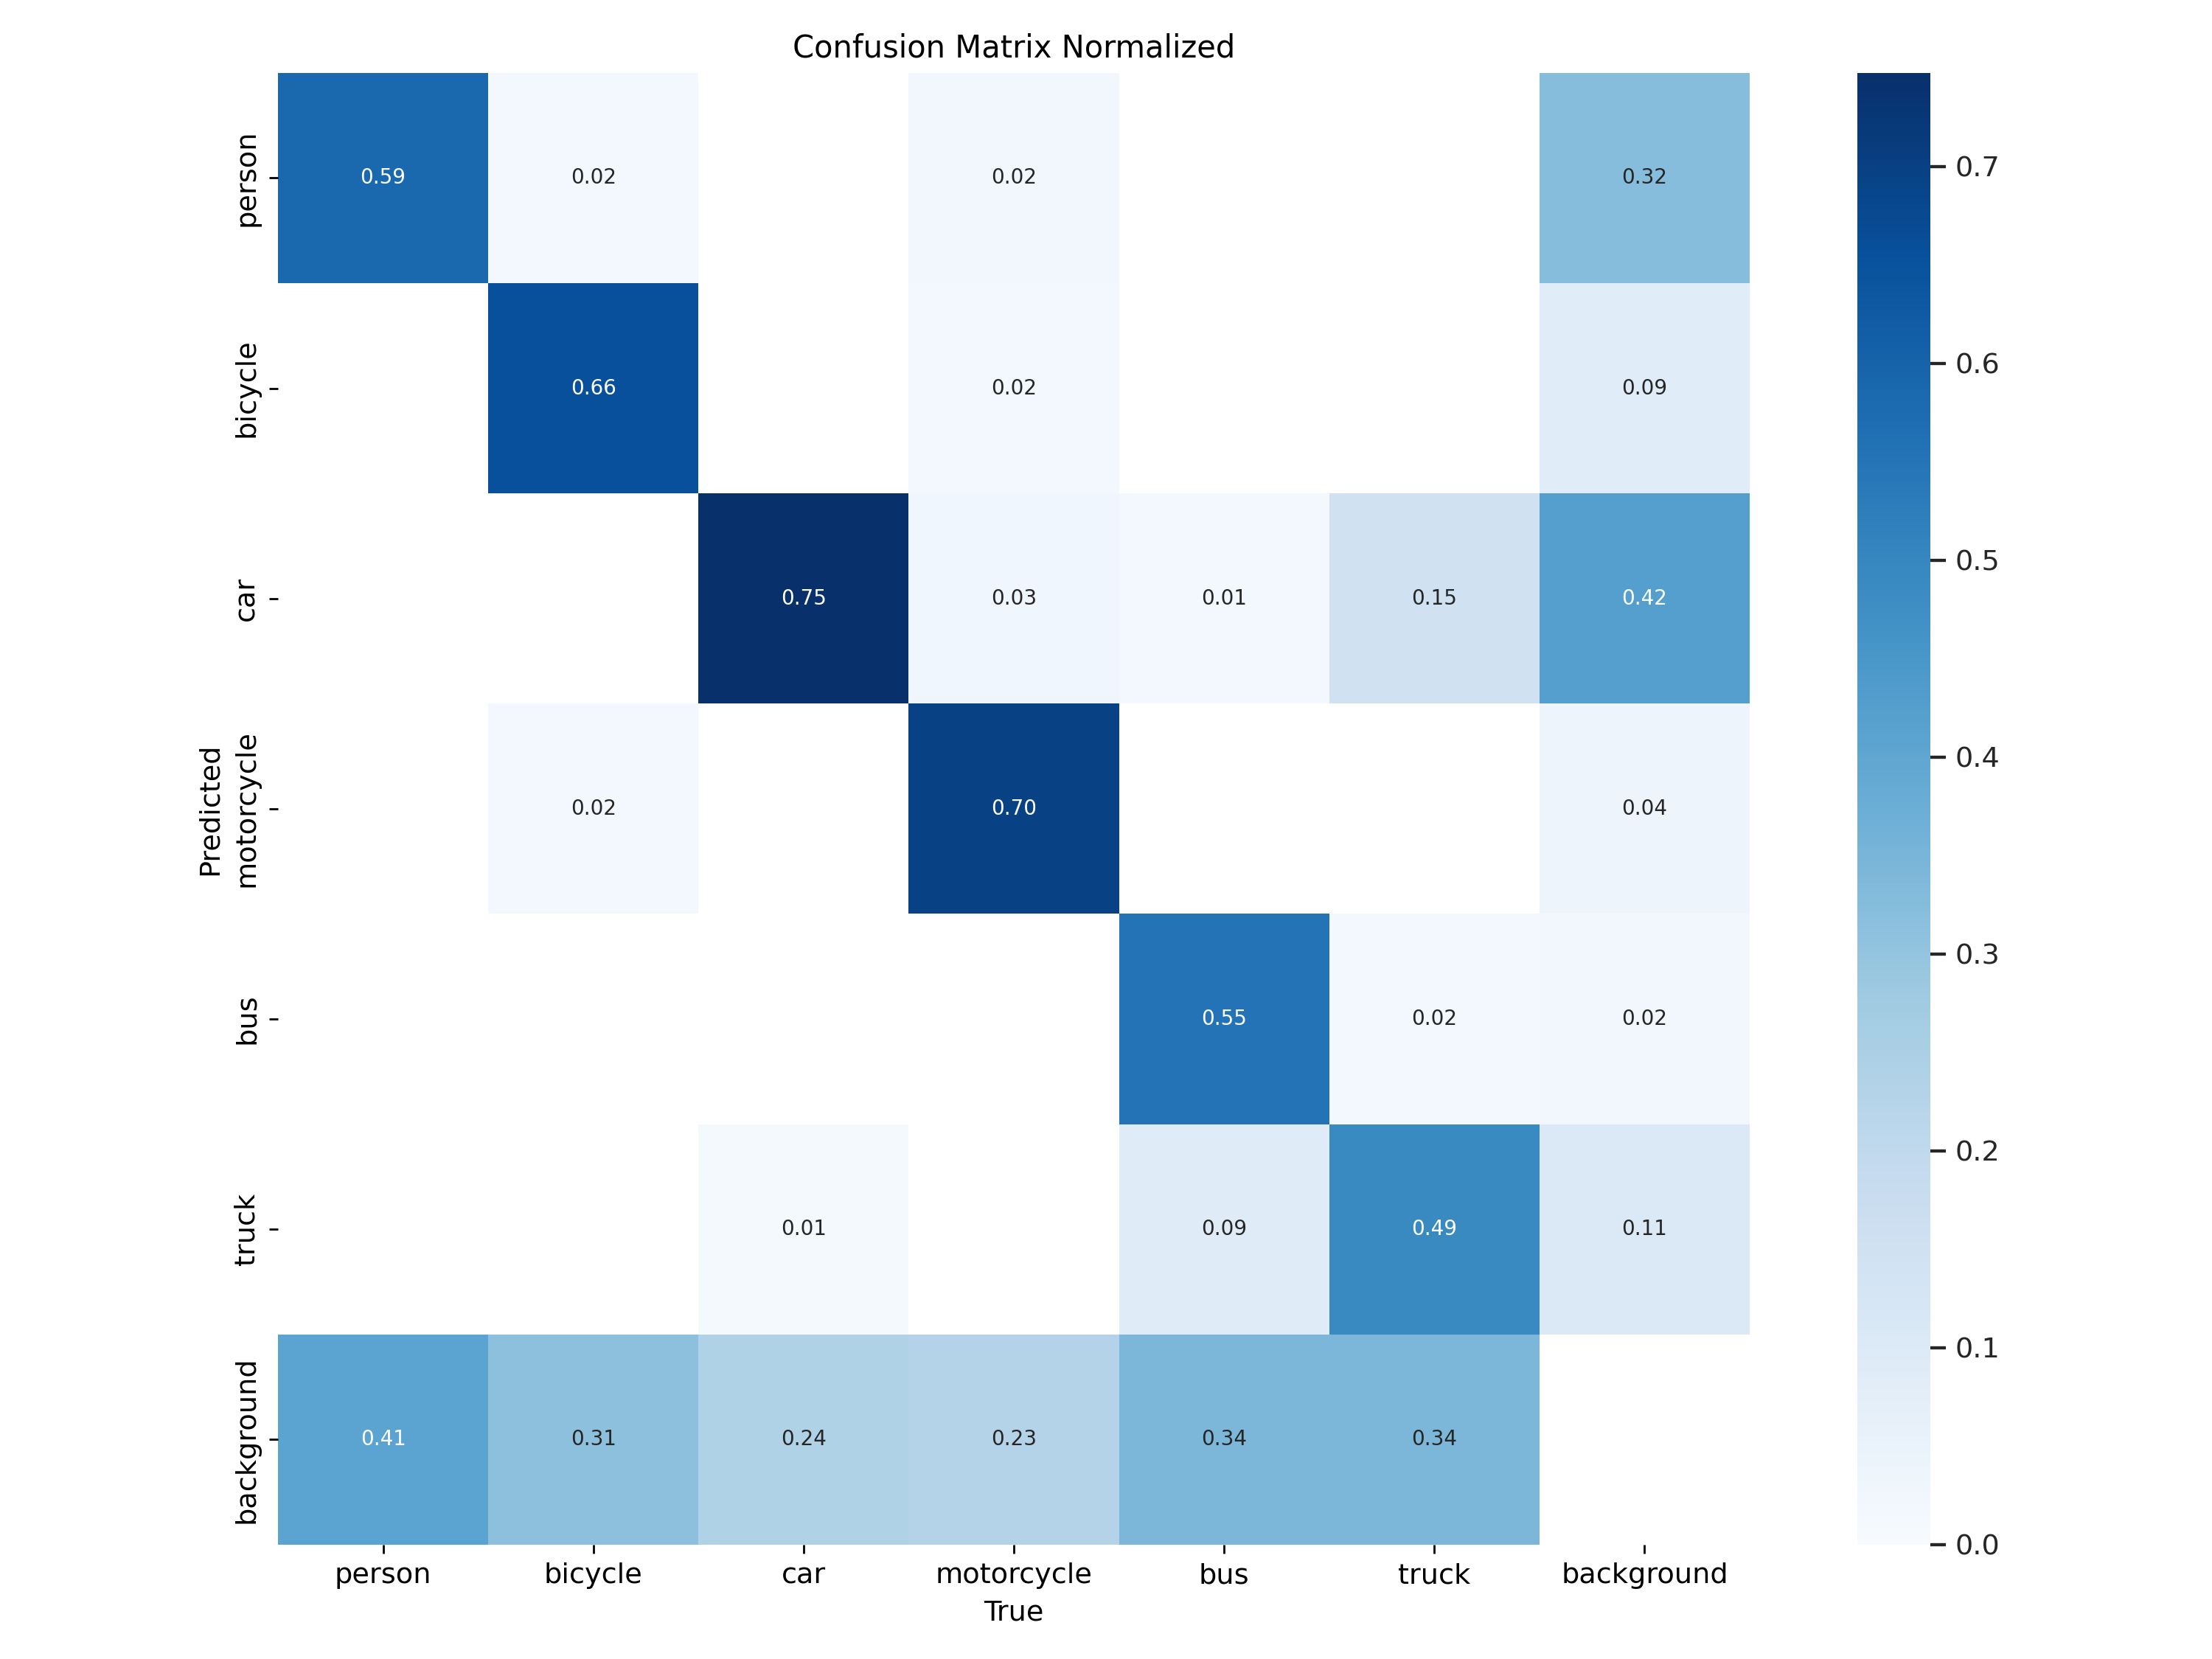 Confusion Matrix Normalized
person
0.59
0.02
0.02
0.32
0.7
bicycle
0.66
0.02
0.09
0.6
car
0.75
0.03
0.01
0.15
0.42
0.5
Predicted
motorcycle
0.02
0.70
0.04
0.4
bus
0.55
0.02
0.02
0.3
truck
0.01
0.09
0.49
0.11
0.2
background
0.41
0.31
0.24
0.23
0.34
0.34
0.1
0.0
person
bicycle
car
motorcycle
bus
truck
background
True